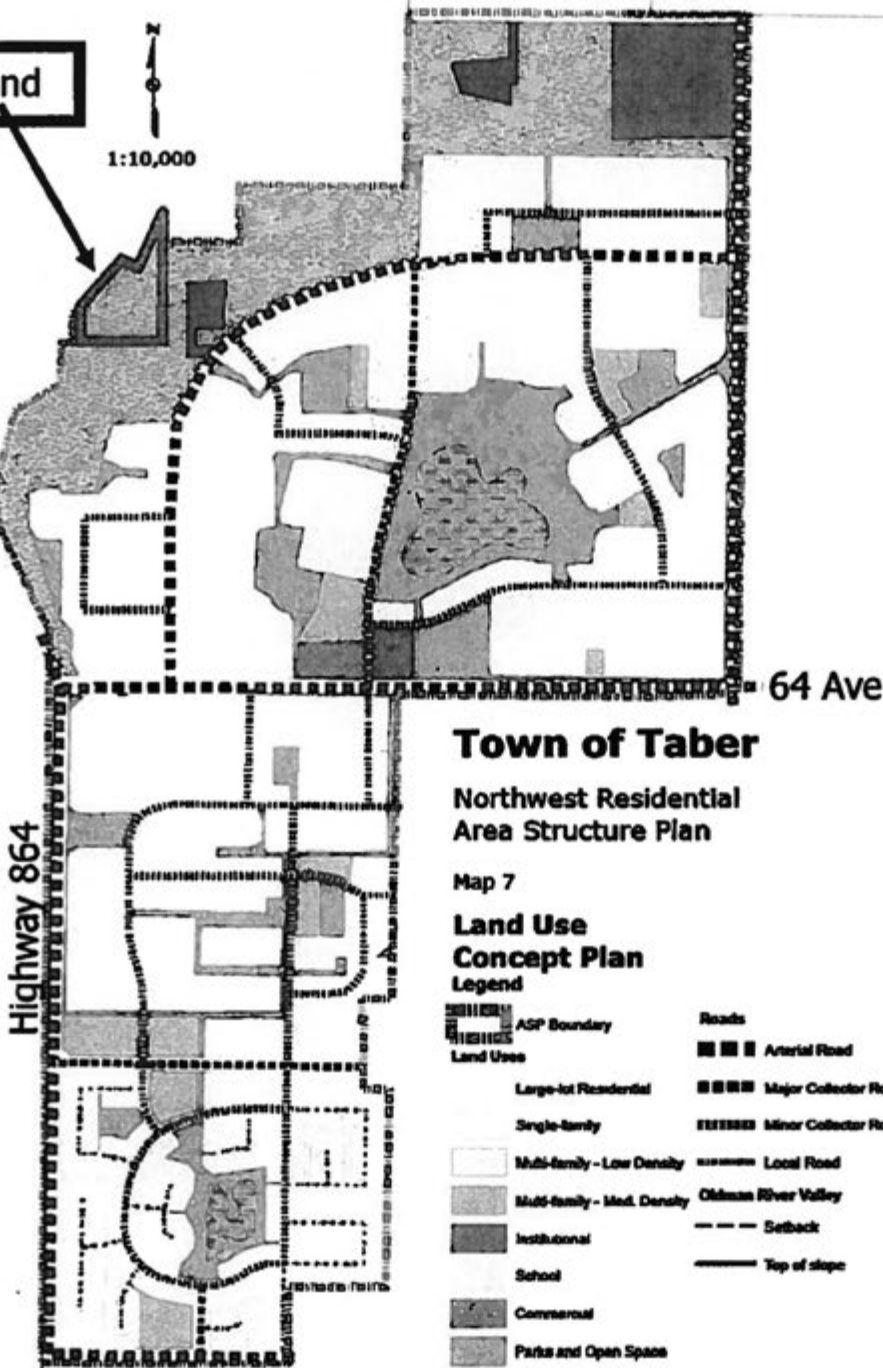 nd
N
1:10,000
64 Ave
Highway 864
Town of Taber
Northwest Residential
Area Structure Plan
Map 7
Land Use
Concept Plan
Legend
ASP Boundary
Land Uses
Large-lot Residential
Single-family
Multi-family - Low Density
Multi-family - Med. Density
Institutional
School
Commercial
Parks and Open Space
Roads
Arterial Road
Major Collector Ro
Minor Collector Ro
Local Road
Oldman River Valley
Setback
Top of slope